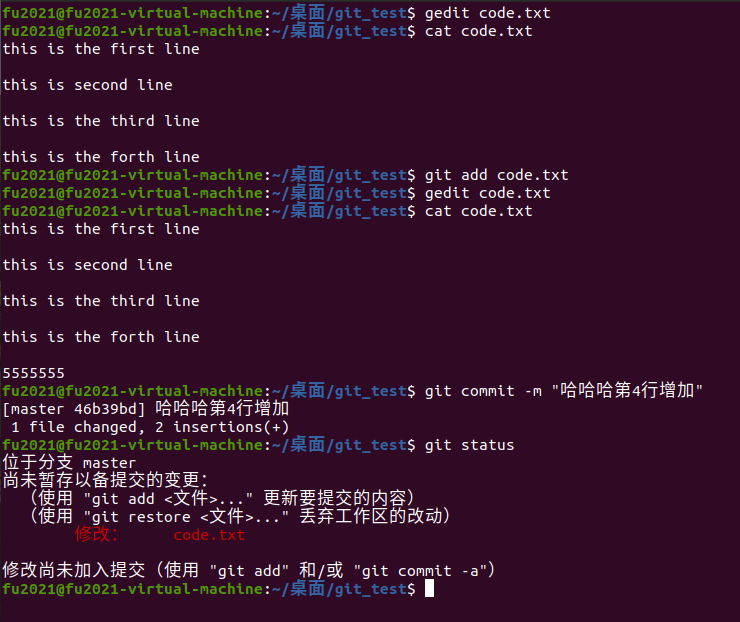 fu2021@fu2021-virtual-machine:~/桌面/git_test$ gedit code.txt
fu2021@fu2021-virtual-machine:~/桌面/git_test$ cat code.txt
this is the first line
this is second line
this is the third line
this is the forth line
fu2021@fu2021-virtual-machine:~/桌面/git_test$ git add code.txt
fu2021@fu2021-virtual-machine:~/桌面/git_test$ gedit code.txt
fu2021@fu2021-virtual-machine:~/桌面/git_test$ cat code.txt
this is the first line
this is second line
this is the third line
this is the forth line
5555555
fu2021@fu2021-virtual-machine:~/桌面/git_test$ git commit -m "哈哈哈第4行增加"
[master 46b39bd] 哈哈哈第4行增加
 1 file changed, 2 insertions(+)
fu2021@fu2021-virtual-machine:~/桌面/git_test$ git status
位于分支 master
尚未暂存以备提交的变更：
  （使用 "git add <文件>..." 更新要提交的内容）
  （使用 "git restore <文件>..." 丢弃工作区的改动）
        修改：     code.txt
修改尚未加入提交（使用 "git add" 和/或 "git commit -a"）
fu2021@fu2021-virtual-machine:~/桌面/git_test$